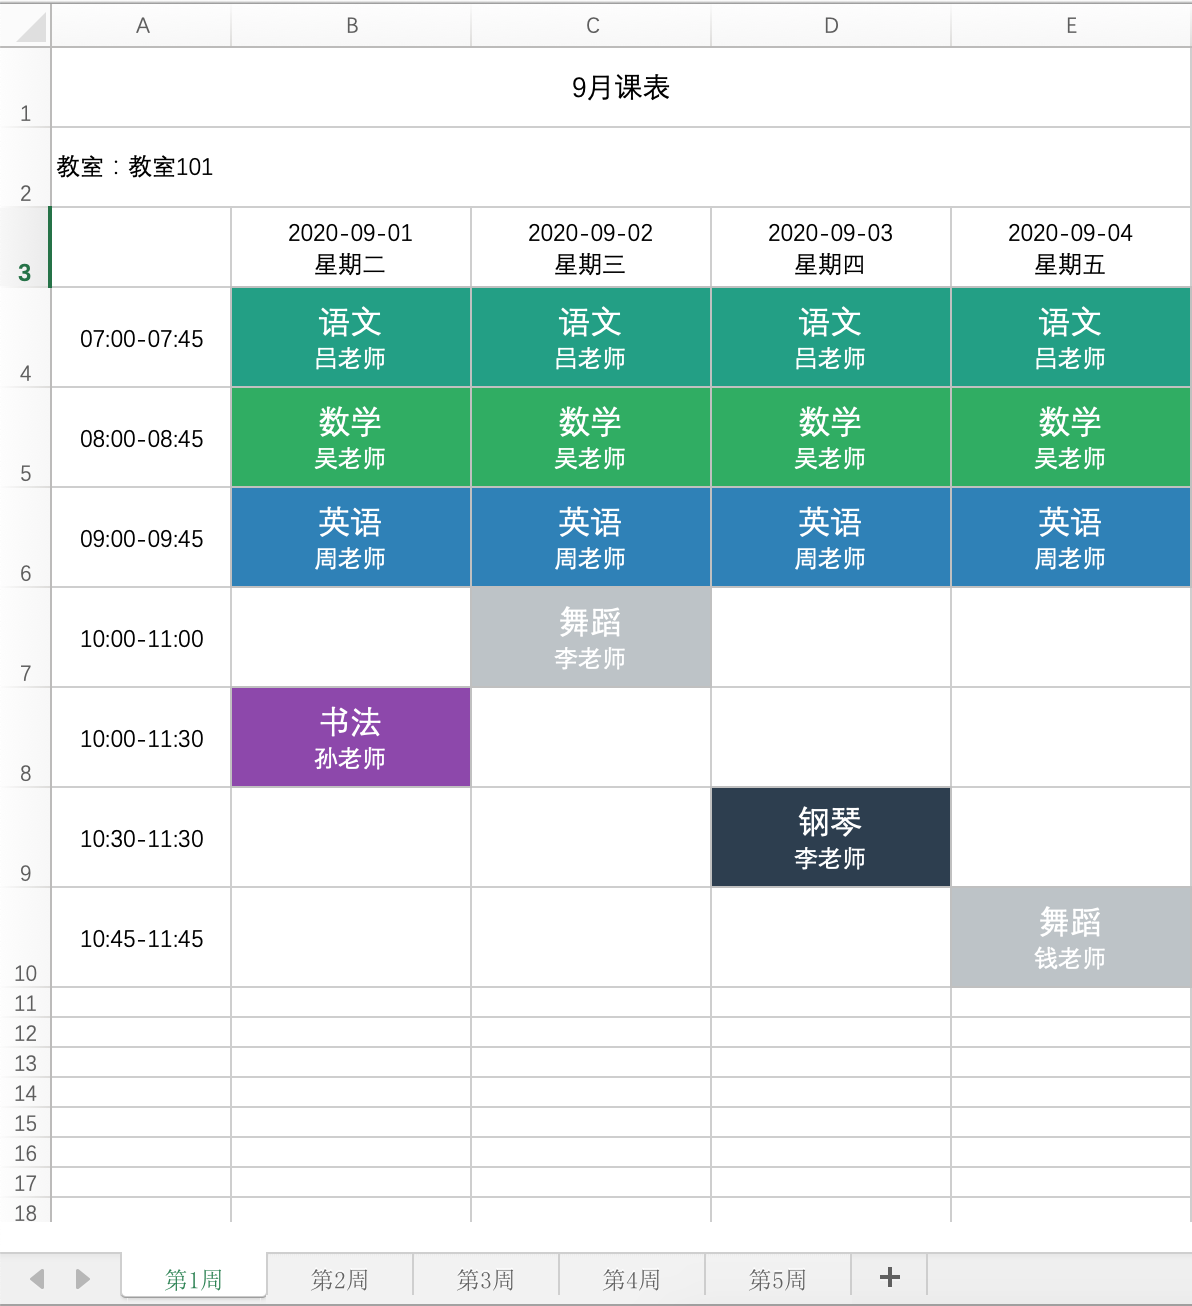 A B C D E
1 9月课表
2 教室：教室101
3 2020-09-01 2020-09-02 2020-09-03 2020-09-04
星期二 星期三 星期四 星期五
语文 语文 语文 语文
07:00-07:45
吕老师 吕老师 吕老师 吕老师
4
数学 数学 数学 数学
08:00-08:45
吴老师 吴老师 吴老师 吴老师
5
英语 英语 英语 英语
09:00-09:45
周老师 周老师 周老师 周老师
6
舞蹈
10:00-11:00
李老师
7
书法
10:00-11:30
孙老师
8
钢琴
10:30-11:30
李老师
9
舞蹈
10:45-11:45
钱老师
10
11
12
13
14
15
16
17
18
第1周 第2周 第3周 第4周 第5周 +